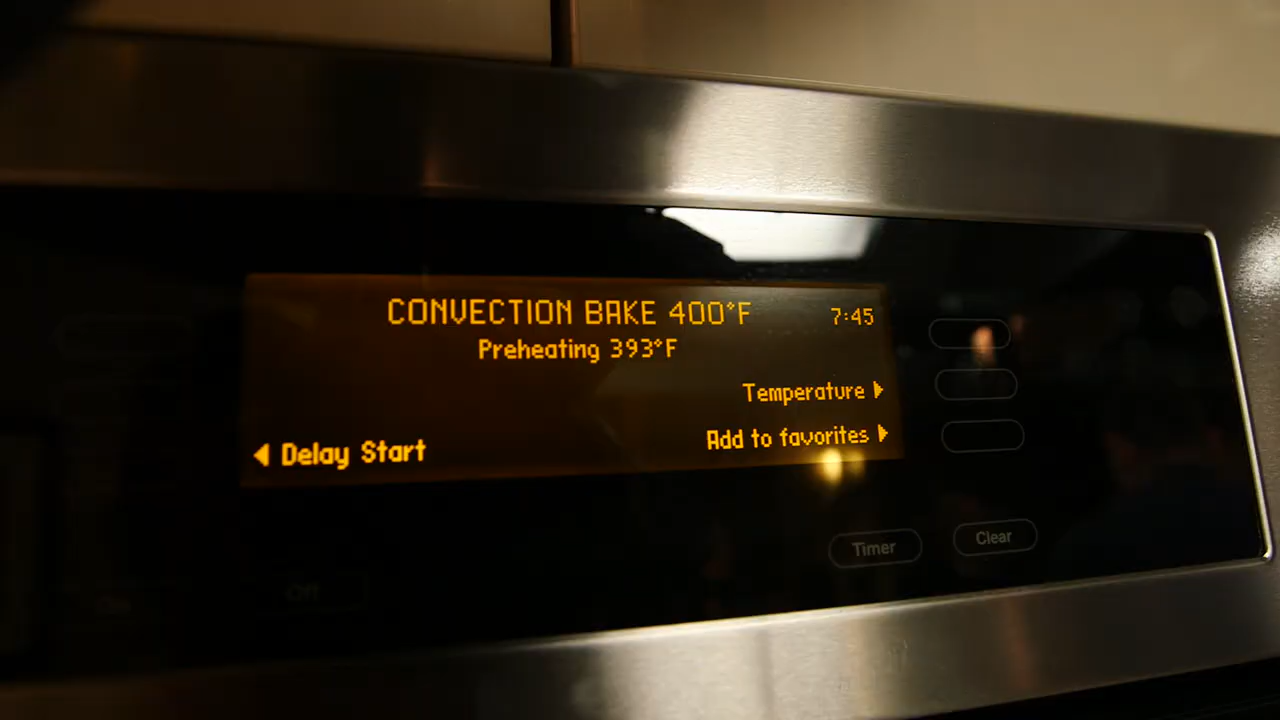 CONVECTION BAKE 400°F 7:45
Preheating 393°F
Temperature
Add to favorites
Delay Start
Timer Clear
Off